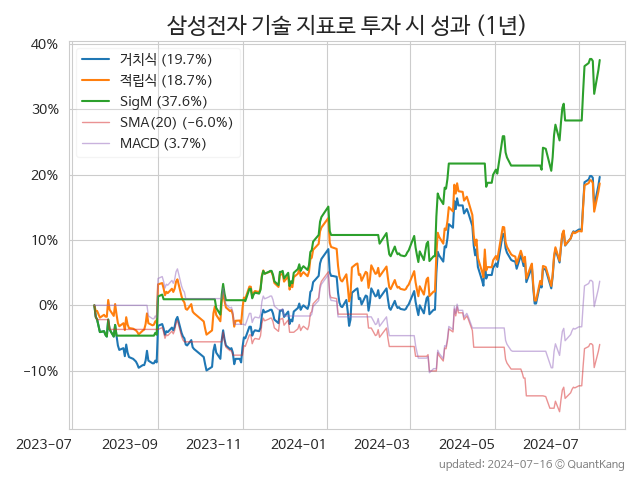 삼성전자 기술 지표로 투자 시 성과 (1년)
40%
30%
20%
10%
0%
−10%
거치식 (19.7%)
적립식 (18.7%)
SigM (37.6%)
SMA(20) (−6.0%)
MACD (3.7%)
2023-07 2023-09 2023-11 2024-01 2024-03 2024-05 2024-07
updated: 2024-07-16 © QuantKang